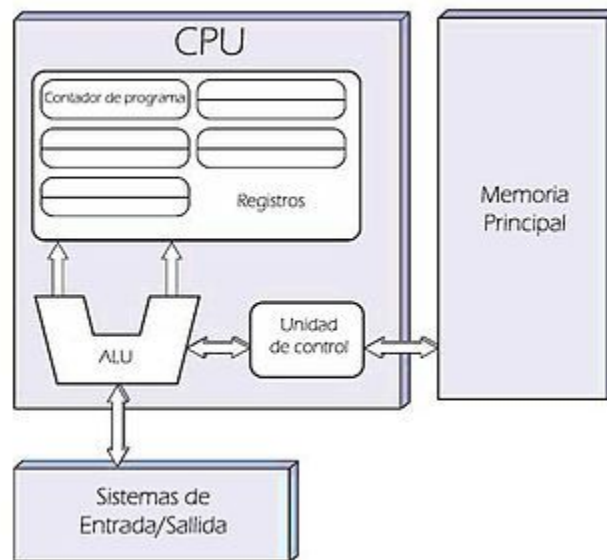 CPU
Contador de programa
Registros
Memoria
Principal
ALU
Unidad
de control
Sistemas de
Entrada/Sallida